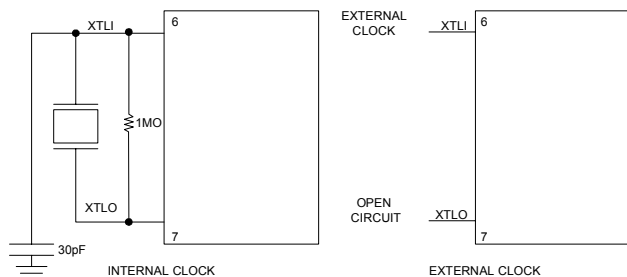 XTLI
6
1MO
XTLO
7
30pF
INTERNAL CLOCK
EXTERNAL
CLOCK
XTLI
6
OPEN
CIRCUIT
XTLO
7
EXTERNAL CLOCK